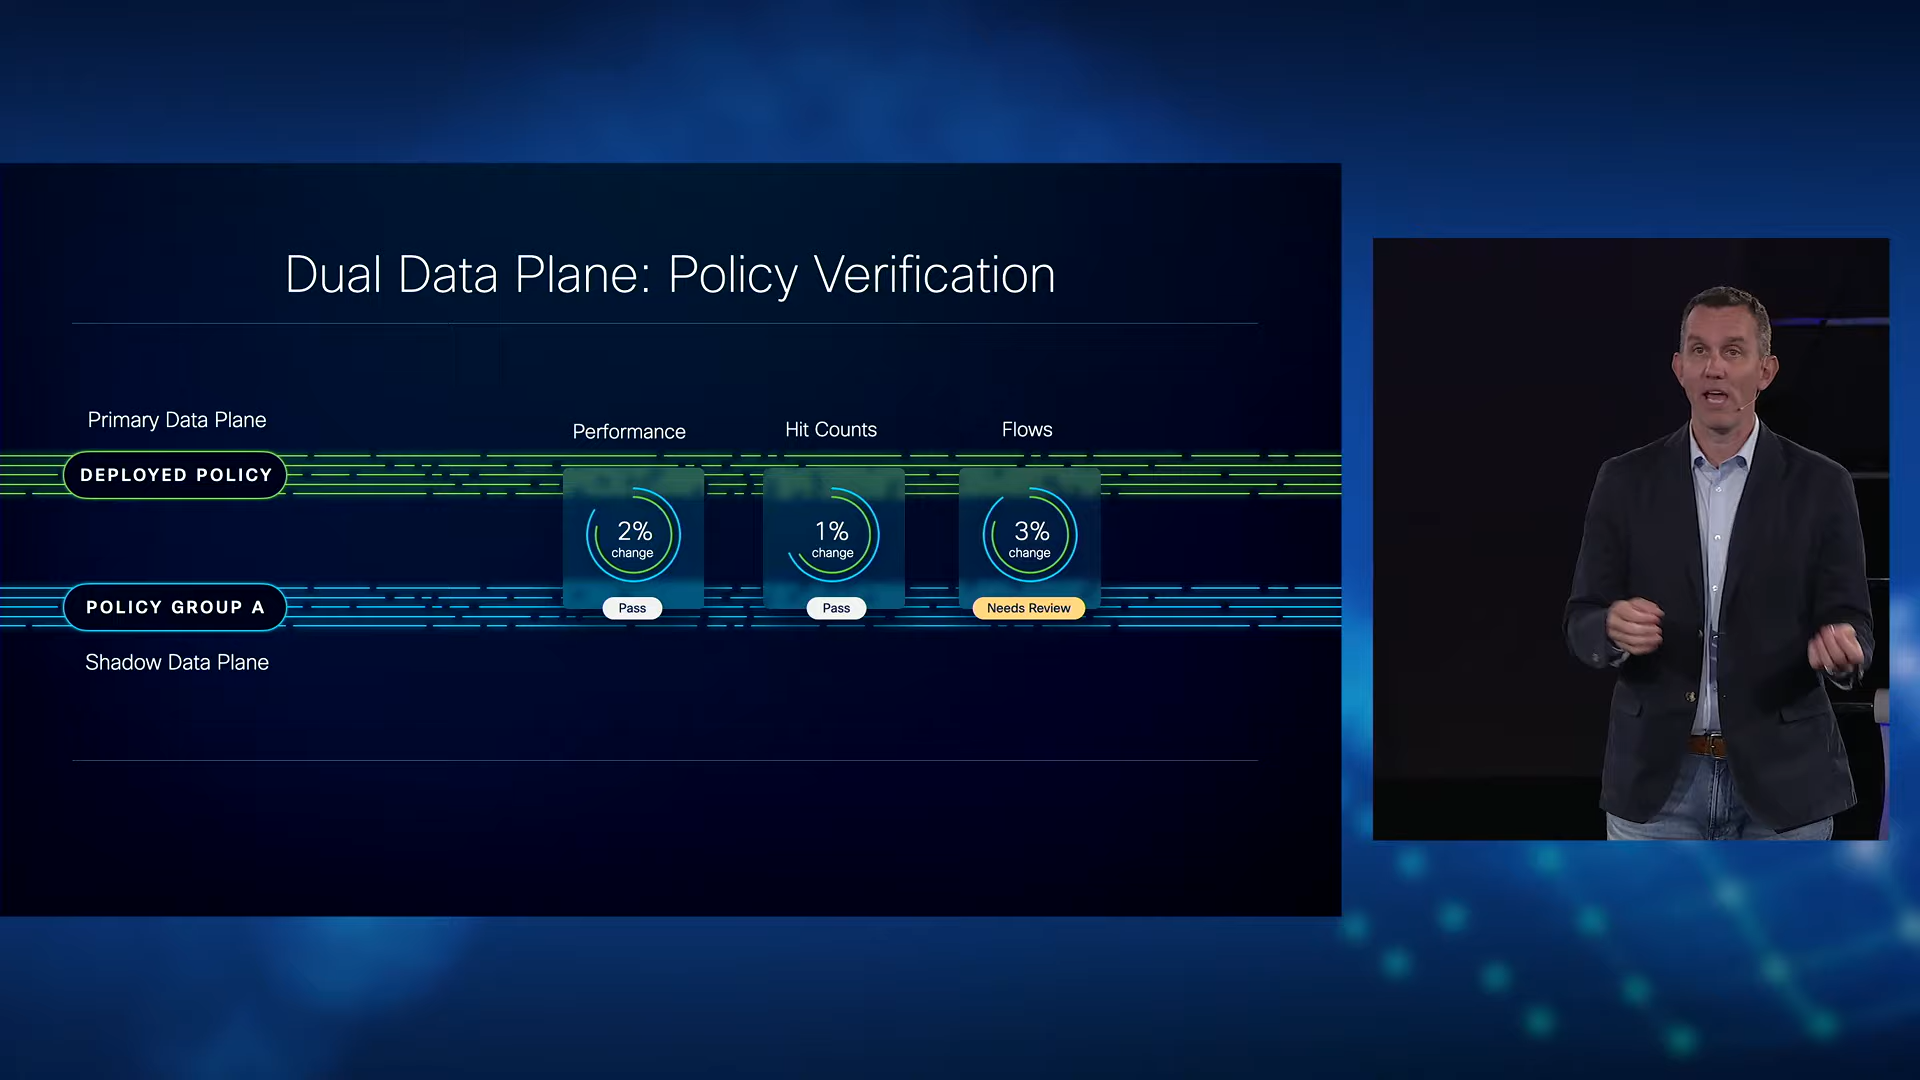 Dual Data Plane: Policy Verification
Primary Data Plane
DEPLOYED POLICY
Performance
Hit Counts
Flows
2%
change
1%
change
3%
change
Pass
Pass
Needs Review
POLICY GROUP A
Shadow Data Plane